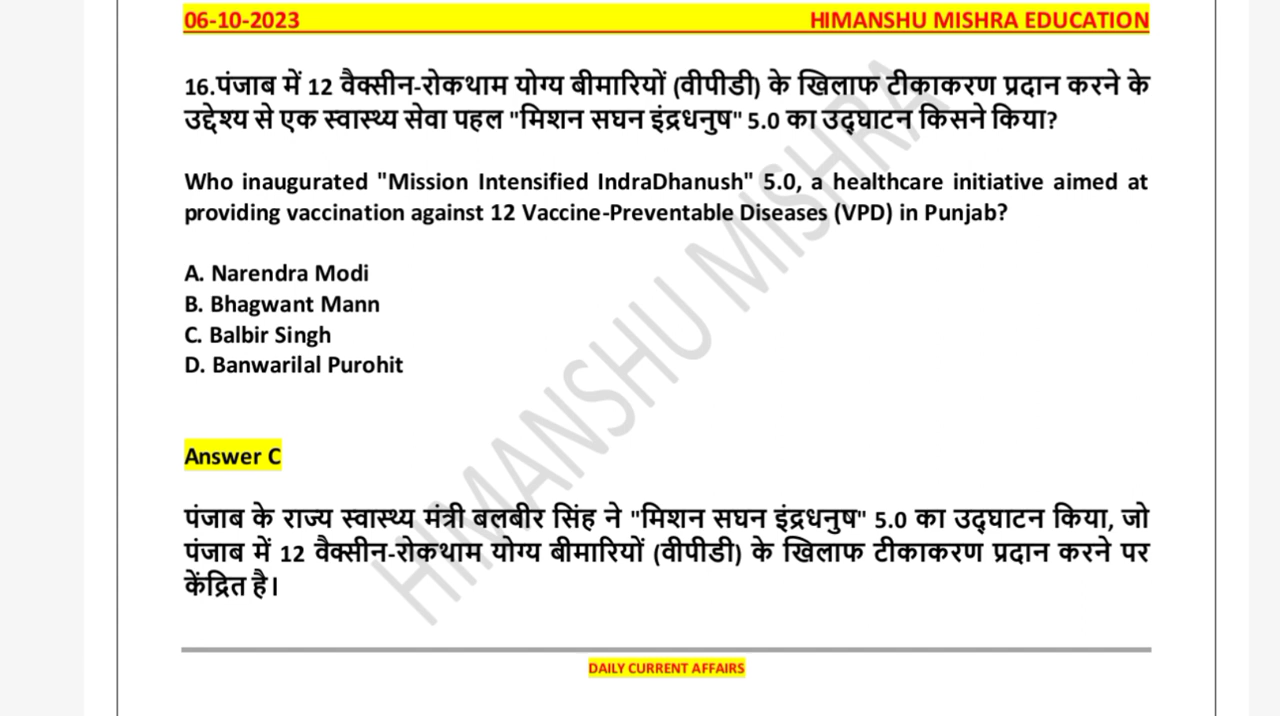 06-10-2023 HIMANSHU MISHRA EDUCATION
16.पंजाब में 12 वैक्सीन-रोकथाम योग्य बीमारियों (वीपीडी) के खिलाफ टीकाकरण प्रदान करने के
उद्देश्य से एक स्वास्थ्य सेवा पहल "मिशन सघन इंद्रधनुष" 5.0 का उद्घाटन किसने किया?
Who inaugurated "Mission Intensified IndraDhanush" 5.0, a healthcare initiative aimed at
providing vaccination against 12 Vaccine-Preventable Diseases (VPD) in Punjab?
A. Narendra Modi
B. Bhagwant Mann
C. Balbir Singh
D. Banwarilal Purohit
Answer C
पंजाब के राज्य स्वास्थ्य मंत्री बलबीर सिंह ने "मिशन सघन इंद्रधनुष" 5.0 का उद्घाटन किया, जो
पंजाब में 12 वैक्सीन-रोकथाम योग्य बीमारियों (वीपीडी) के खिलाफ टीकाकरण प्रदान करने पर
केंद्रित है।
HIMANSHU MISHRA
DAILY CURRENT AFFAIRS